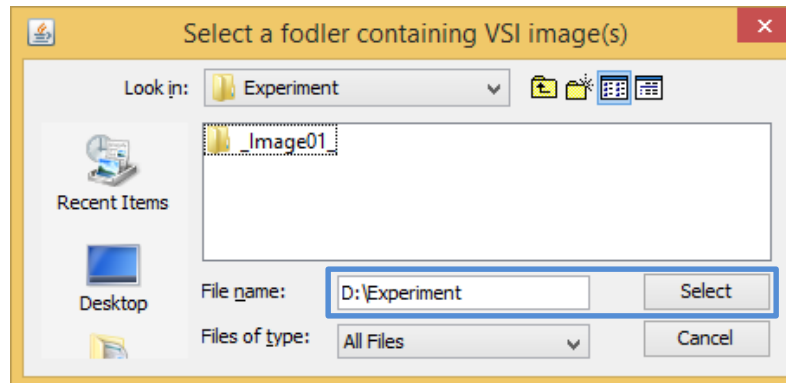 Select a fodler containing VSI image(s)
Look in: Experiment
_Image01_
Recent Items
Desktop
File name: D:\Experiment Select
Files of type: All Files Cancel